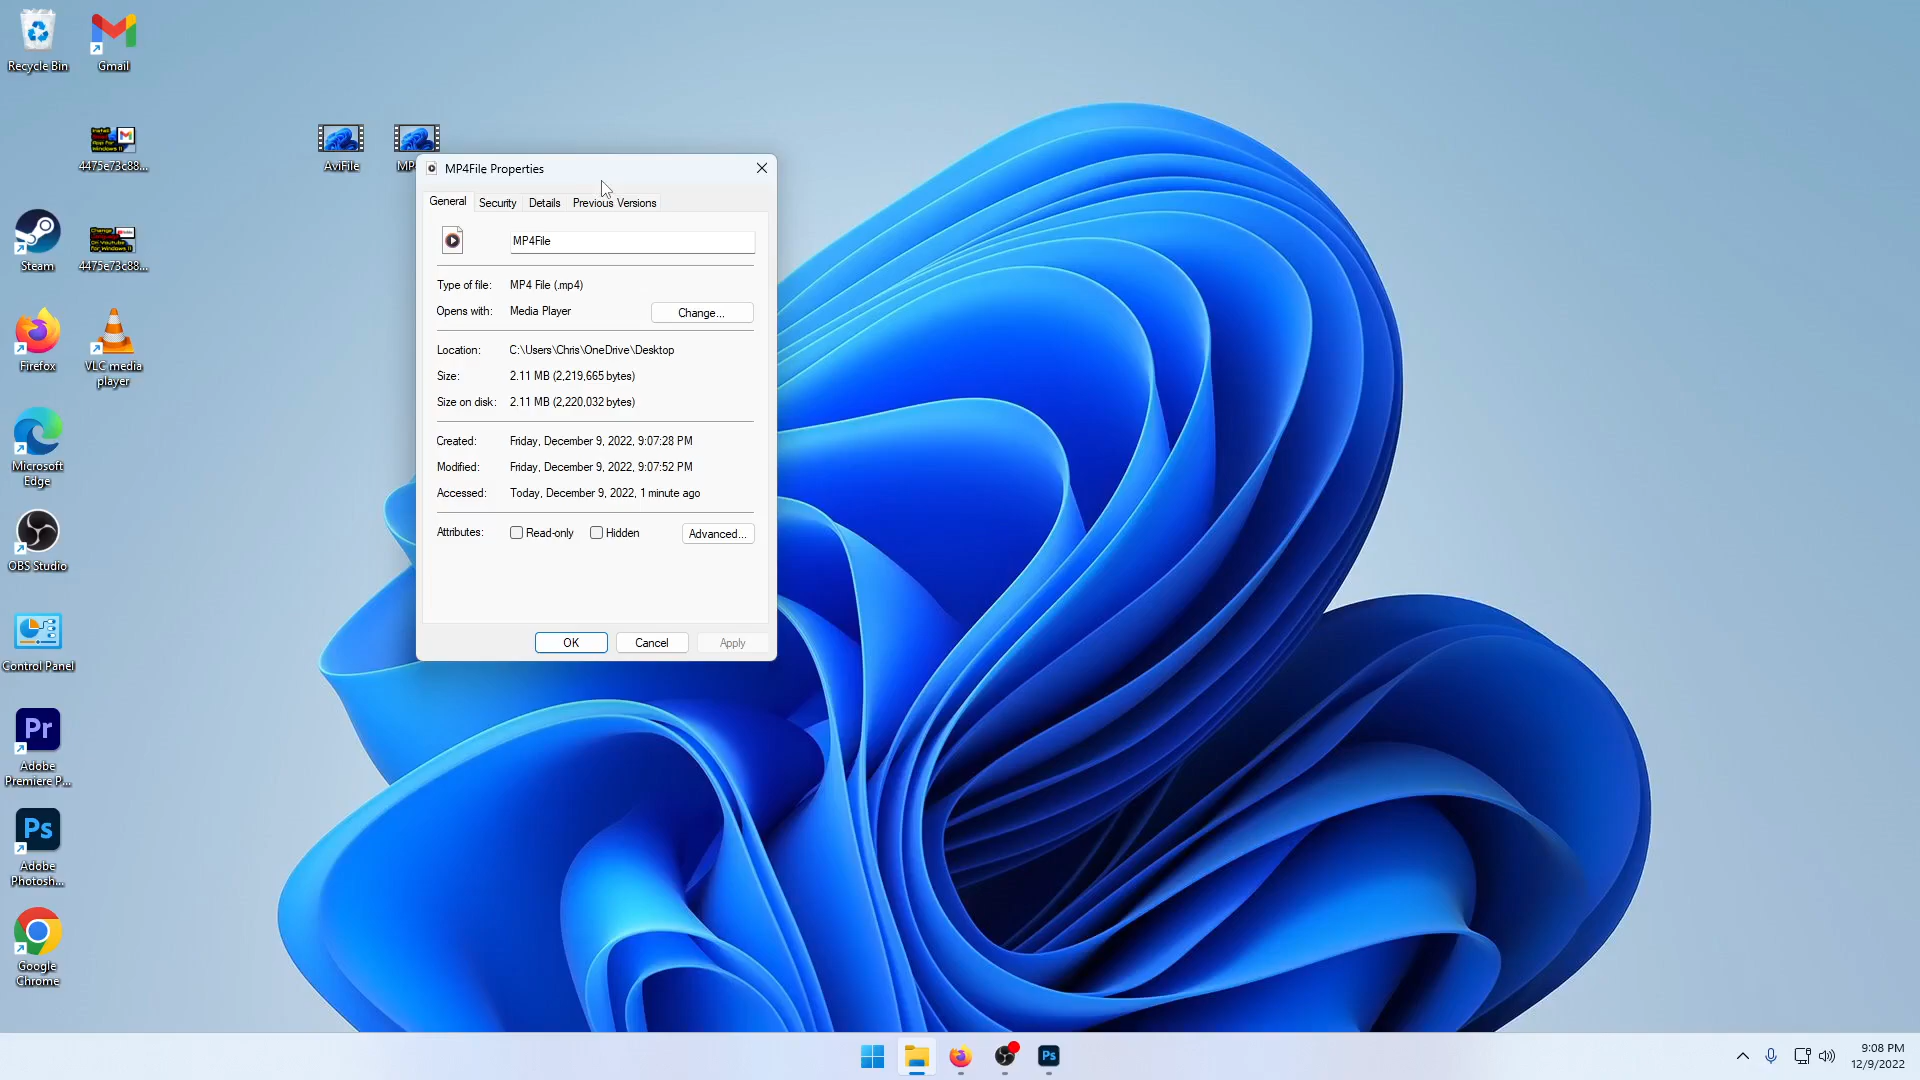 Recycle Bin
Gmail
4475e73c88...
AviFile
Steam
4475e73c88...
Firefox
VLC media
player
Microsoft
Edge
OBS Studio
Control Panel
Pr
Adobe
Premiere P...
Ps
Adobe
Photosh...
Google
Chrome
MP4File Properties
General
Security
Details
Previous Versions
MP4File
Type of file: MP4 File (.mp4)
Opens with: Media Player
Change...
Location: C:\Users\Chris\OneDrive\Desktop
Size: 2.11 MB (2,219,665 bytes)
Size on disk: 2.11 MB (2,220,032 bytes)
Created: Friday, December 9, 2022, 9:07:28 PM
Modified: Friday, December 9, 2022, 9:07:52 PM
Accessed: Today, December 9, 2022, 1 minute ago
Attributes: Read-only Hidden Advanced...
OK Cancel Apply
Ps
9:08 PM
12/9/2022